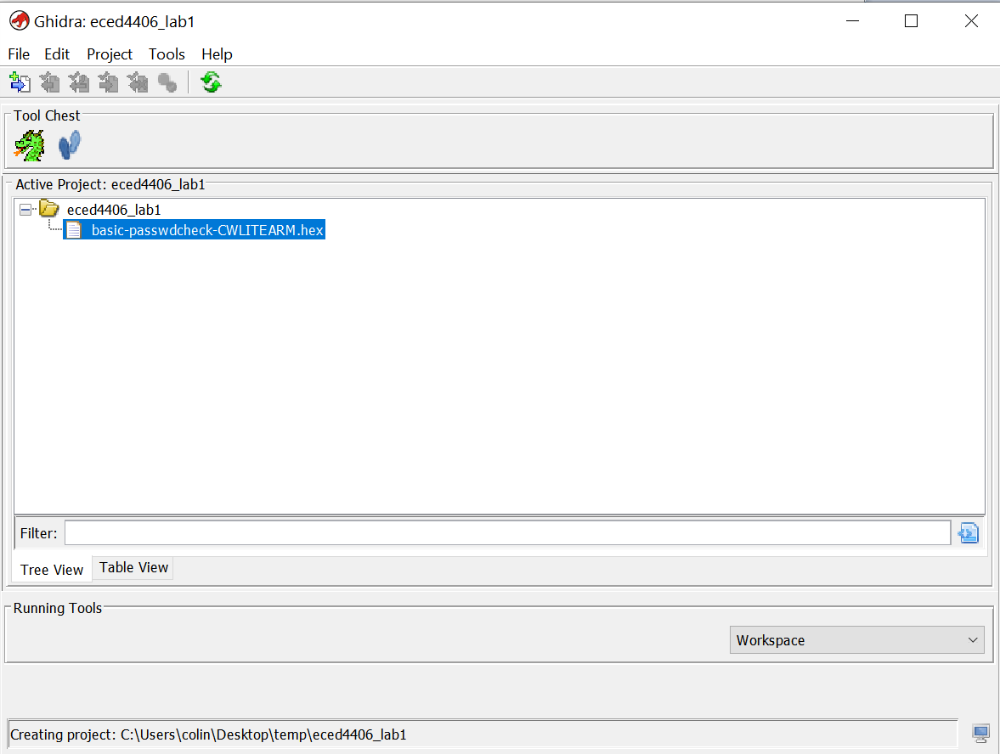 Ghidra: eced4406_lab1
File Edit Project Tools Help
Tool Chest
Active Project: eced4406_lab1
eced4406_lab1
basic-passwdcheck-CWLITEARM.hex
Filter:
Tree View Table View
Running Tools
Workspace
Creating project: C:\Users\colin\Desktop\temp\eced4406_lab1